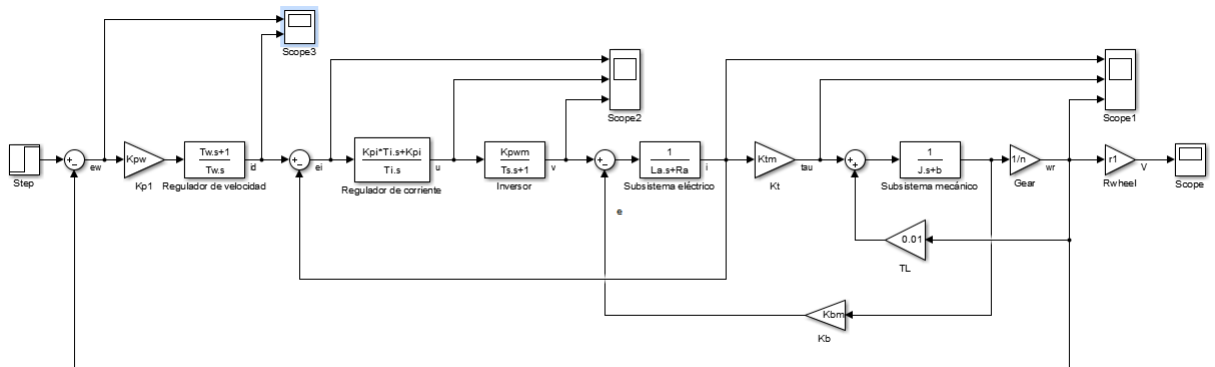 Scope3
Scope2
Scope1
Step
+
-
ew
Kpw
Kp1
Tw.s+1
Tw.s
Regulador de velocidad
id
+
-
ei
Kpi*Ti.s+Kpi
Ti.s
Regulador de corriente
u
Kpwm
Ts.s+1
Inversor
v
+
-
1
La.s+Ra
Subsistema eléctrico
i
Ktm
Kt
tau
+
+
1
J.s+b
Subsistema mecánico
1/n
Gear
wr
r1
Rwheel
V
Scope
e
0.01
TL
Kbm
Kb